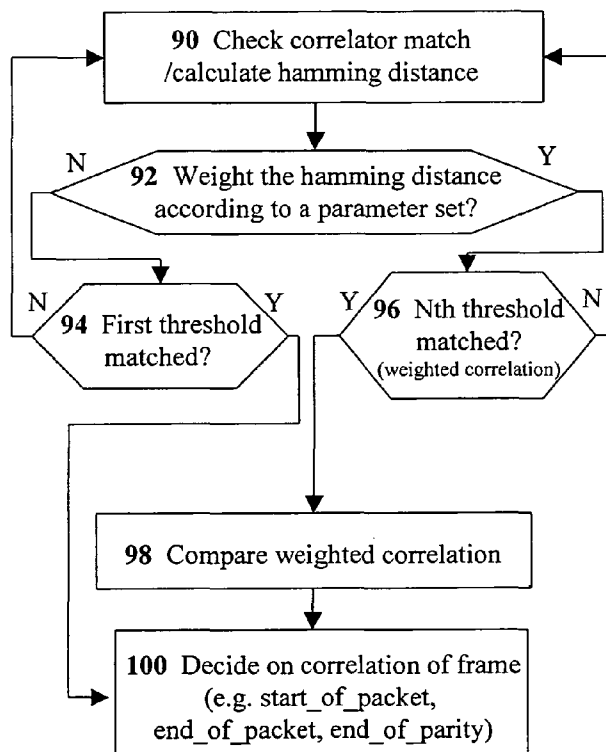 90 Check correlator match
/calculate hamming distance
N
Y
92 Weight the hamming distance
according to a parameter set?
N
Y
94 First threshold
matched?
Y
N
96 Nth threshold
matched?
(weighted correlation)
98 Compare weighted correlation
100 Decide on correlation of frame
(e.g. start_of_packet,
end_of_packet, end_of_parity)